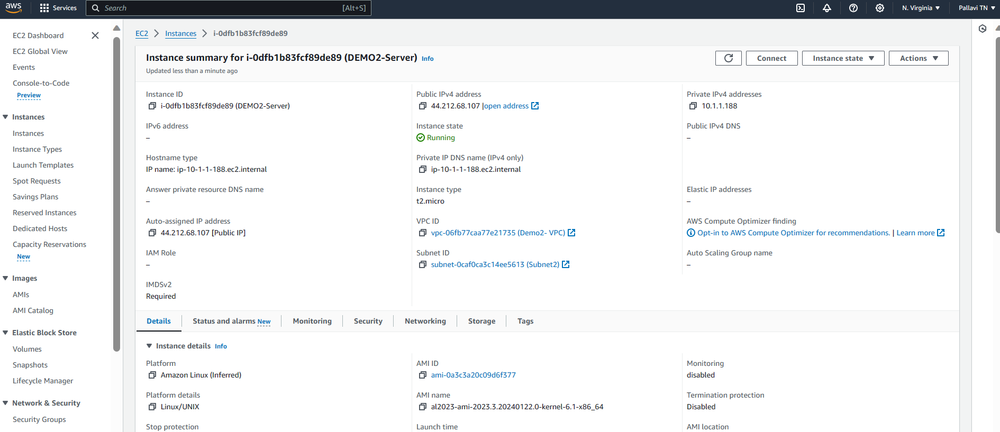 aws
Services
Search
[Alt+S]
N. Virginia
Pallavi TN
EC2 Dashboard
EC2 Global View
Events
Console-to-Code
Preview
Instances
Instances
Instance Types
Launch Templates
Spot Requests
Savings Plans
Reserved Instances
Dedicated Hosts
Capacity Reservations
New
Images
AMIs
AMI Catalog
Elastic Block Store
Volumes
Snapshots
Lifecycle Manager
Network & Security
Security Groups
EC2 > Instances > i-0dfb1b83fcf89de89
Instance summary for i-0dfb1b83fcf89de89 (DEMO2-Server) Info
Updated less than a minute ago
Connect
Instance state
Actions
Instance ID
i-0dfb1b83fcf89de89 (DEMO2-Server)
Public IPv4 address
44.212.68.107 |open address
Private IPv4 addresses
10.1.1.188
IPv6 address
–
Instance state
Running
Public IPv4 DNS
–
Hostname type
IP name: ip-10-1-1-188.ec2.internal
Private IP DNS name (IPv4 only)
ip-10-1-1-188.ec2.internal
Answer private resource DNS name
–
Instance type
t2.micro
Elastic IP addresses
–
Auto-assigned IP address
44.212.68.107 [Public IP]
VPC ID
vpc-06fb77caa77e21735 (Demo2- VPC)
AWS Compute Optimizer finding
Opt-in to AWS Compute Optimizer for recommendations. | Learn more
IAM Role
–
Subnet ID
subnet-0caf0ca3c14ee5613 (Subnet2)
Auto Scaling Group name
–
IMDSv2
Required
Details
Status and alarms New
Monitoring
Security
Networking
Storage
Tags
Instance details Info
Platform
Amazon Linux (Inferred)
AMI ID
ami-0a3c3a20c09d6f377
Monitoring
disabled
Platform details
Linux/UNIX
AMI name
al2023-ami-2023.3.20240122.0-kernel-6.1-x86_64
Termination protection
Disabled
Stop protection
Launch time
AMI location